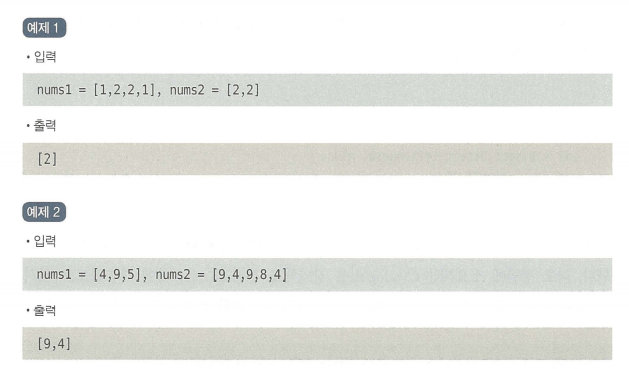 예제 1
• 입력
nums1 = [1,2,2,1], nums2 = [2,2]
• 출력
[2]
예제 2
• 입력
nums1 = [4,9,5], nums2 = [9,4,9,8,4]
• 출력
[9,4]